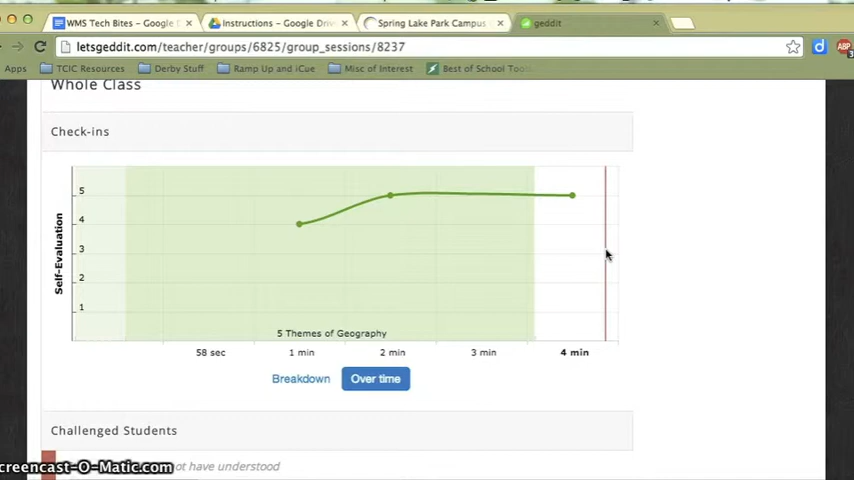 WMS Tech Bites – Google
Instructions – Google Driv
Spring Lake Park Campus
geddit
letsgeddit.com/teacher/groups/6825/group_sessions/8237
Apps
TCIC Resources
Derby Stuff
Ramp Up and iCue
Misc of Interest
Best of School Tools
Whole Class
Check-ins
Self-Evaluation
5
4
3
2
1
5 Themes of Geography
58 sec
1 min
2 min
3 min
4 min
Breakdown
Over time
Challenged Students
not have understood
creencast-O-Matic.com